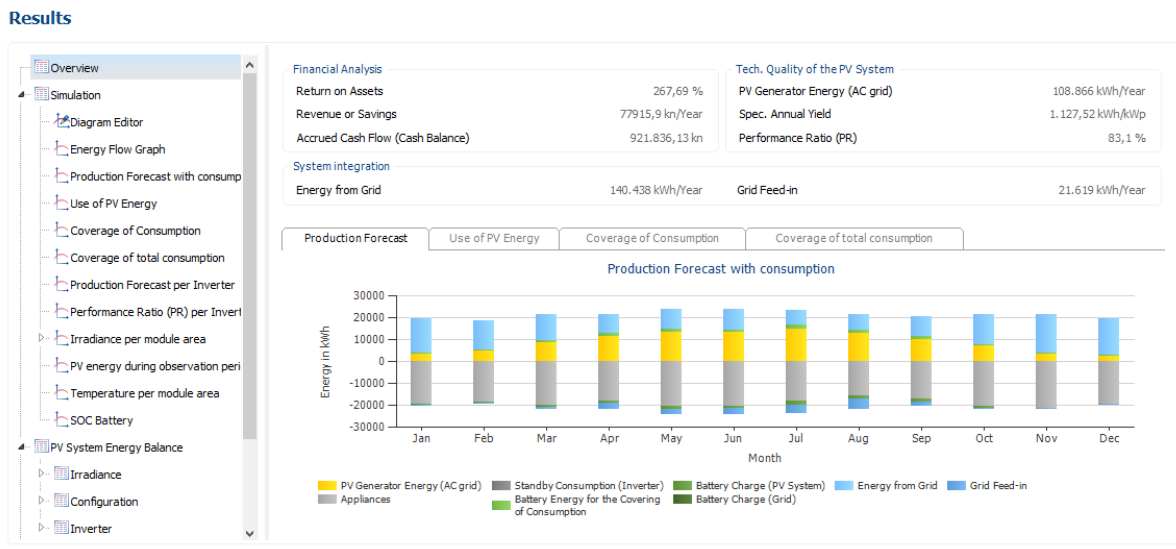 Results
Overview
Simulation
Diagram Editor
Energy Flow Graph
Production Forecast with consump
Use of PV Energy
Coverage of Consumption
Coverage of total consumption
Production Forecast per Inverter
Performance Ratio (PR) per Invert
Irradiance per module area
PV energy during observation peri
Temperature per module area
SOC Battery
PV System Energy Balance
Irradiance
Configuration
Inverter
Financial Analysis
Return on Assets 267,69 %
Revenue or Savings 77915,9 kn/Year
Accrued Cash Flow (Cash Balance) 921.836,13 kn
Tech. Quality of the PV System
PV Generator Energy (AC grid) 108.866 kWh/Year
Spec. Annual Yield 1.127,52 kWh/kWp
Performance Ratio (PR) 83,1 %
System integration
Energy from Grid 140.438 kWh/Year Grid Feed-in 21.619 kWh/Year
Production Forecast Use of PV Energy Coverage of Consumption Coverage of total consumption
Production Forecast with consumption
Energy in kWh
30000
20000
10000
0
-10000
-20000
-30000
Jan Feb Mar Apr May Jun Jul Aug Sep Oct Nov Dec
Month
PV Generator Energy (AC grid) Standby Consumption (Inverter) Battery Charge (PV System) Energy from Grid Grid Feed-in
Appliances Battery Energy for the Covering Battery Charge (Grid)
of Consumption